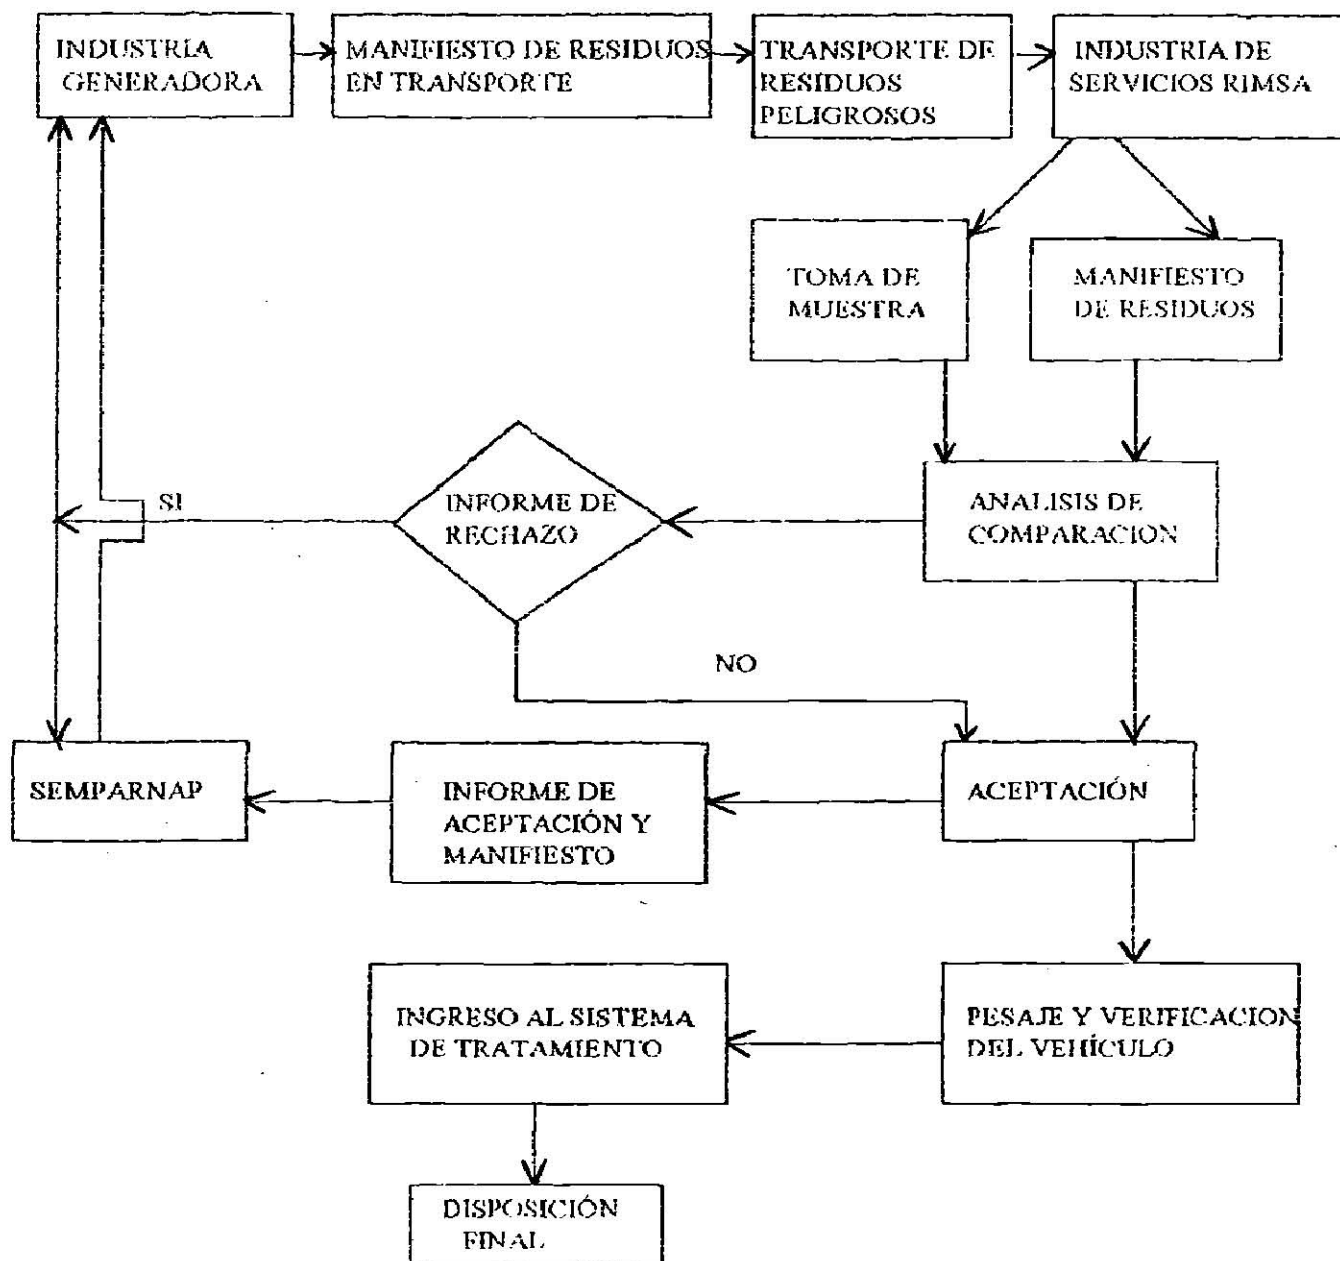 INDUSTRIA
GENERADORA
MANIFIESTO DE RESIDUOS
EN TRANSPORTE
TRANSPORTE DE
RESIDUOS
PELIGROSOS
INDUSTRIA DE
SERVICIOS RIMSA
TOMA DE
MUESTRA
MANIFIESTO
DE RESIDUOS
SI
INFORME DE
RECHAZO
ANALISIS DE
COMPARACION
NO
SEMPARNAP
INFORME DE
ACEPTACIÓN Y
MANIFIESTO
ACEPTACIÓN
INGRESO AL SISTEMA
DE TRATAMIENTO
PESAJE Y VERIFICACION
DEL VEHÍCULO
DISPOSICIÓN
FINAL